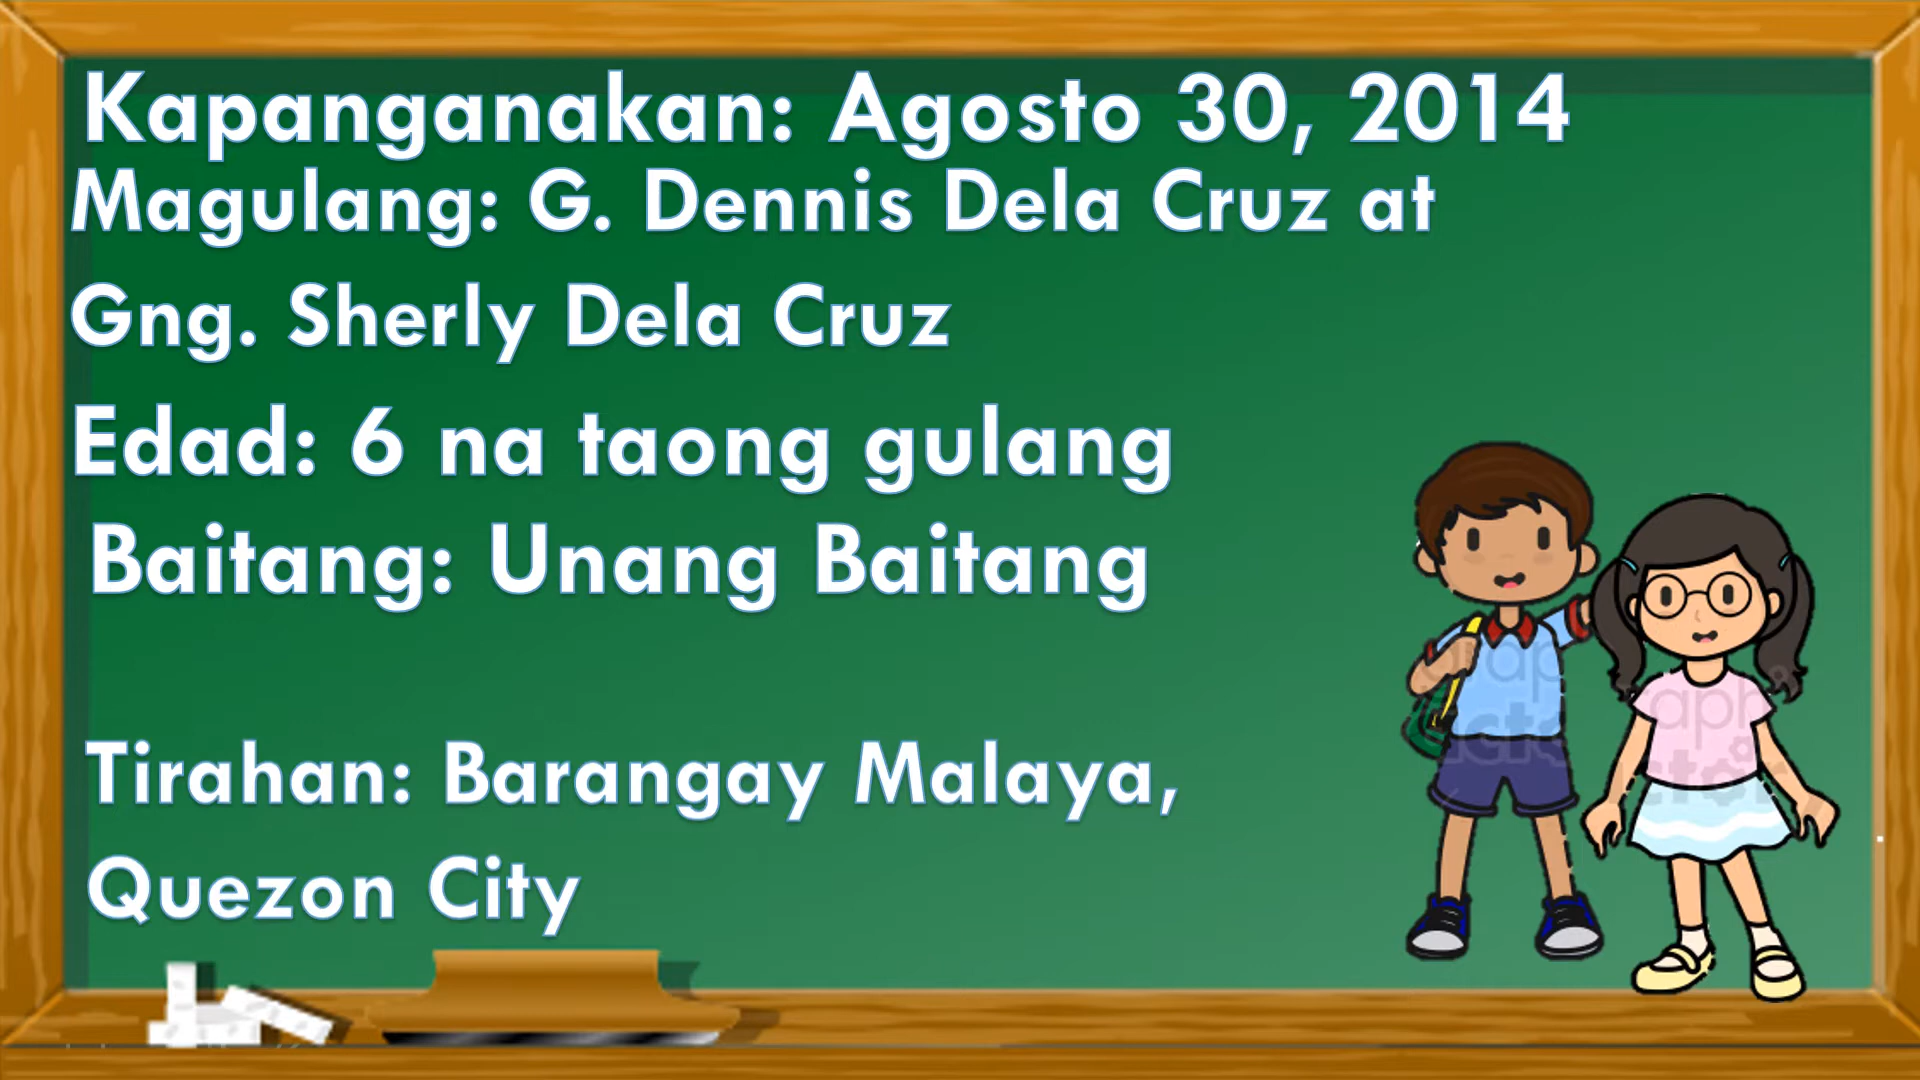 Kapanganakan: Agosto 30, 2014
Magulang: G. Dennis Dela Cruz at
Gng. Sherly Dela Cruz
Edad: 6 na taong gulang
Baitang: Unang Baitang
Tirahan: Barangay Malaya,
Quezon City